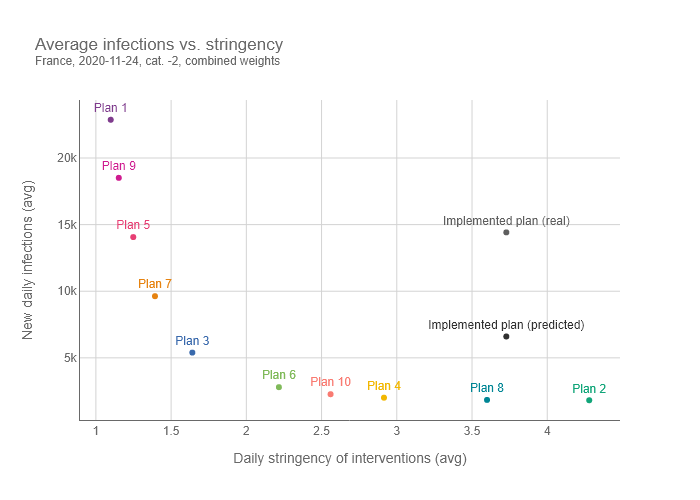 Average infections vs. stringency
France, 2020-11-24, cat. -2, combined weights
Plan 1
20k
Plan 9
15k
Plan 5
Implemented plan (real)
10k
Plan 7
Implemented plan (predicted)
Plan 3
5k
Plan 6
Plan 10
Plan 4
Plan 8
Plan 2
New daily infections (avg)
1
1.5
2
2.5
3
3.5
4
Daily stringency of interventions (avg)